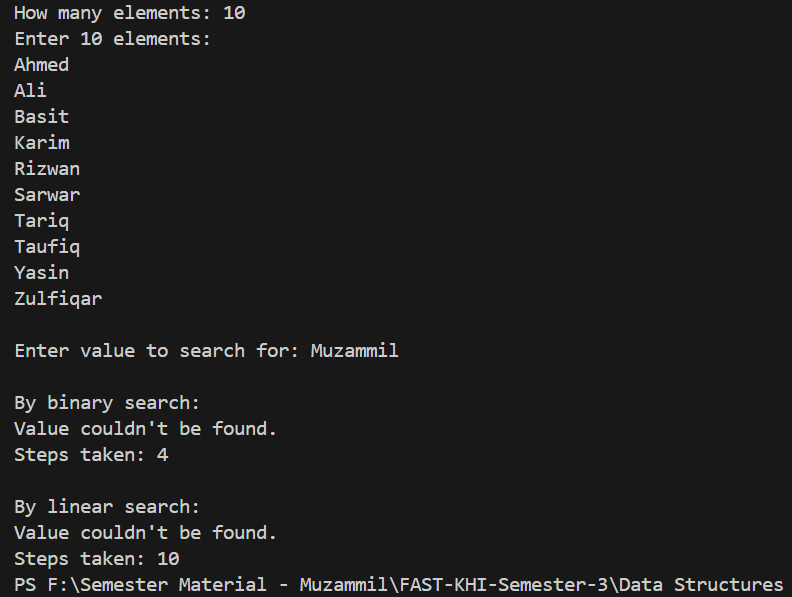 How many elements: 10
Enter 10 elements:
Ahmed
Ali
Basit
Karim
Rizwan
Sarwar
Tariq
Taufiq
Yasin
Zulfiqar
Enter value to search for: Muzammil
By binary search:
Value couldn't be found.
Steps taken: 4
By linear search:
Value couldn't be found.
Steps taken: 10
PS F:\Semester Material - Muzammil\FAST-KHI-Semester-3\Data Structures